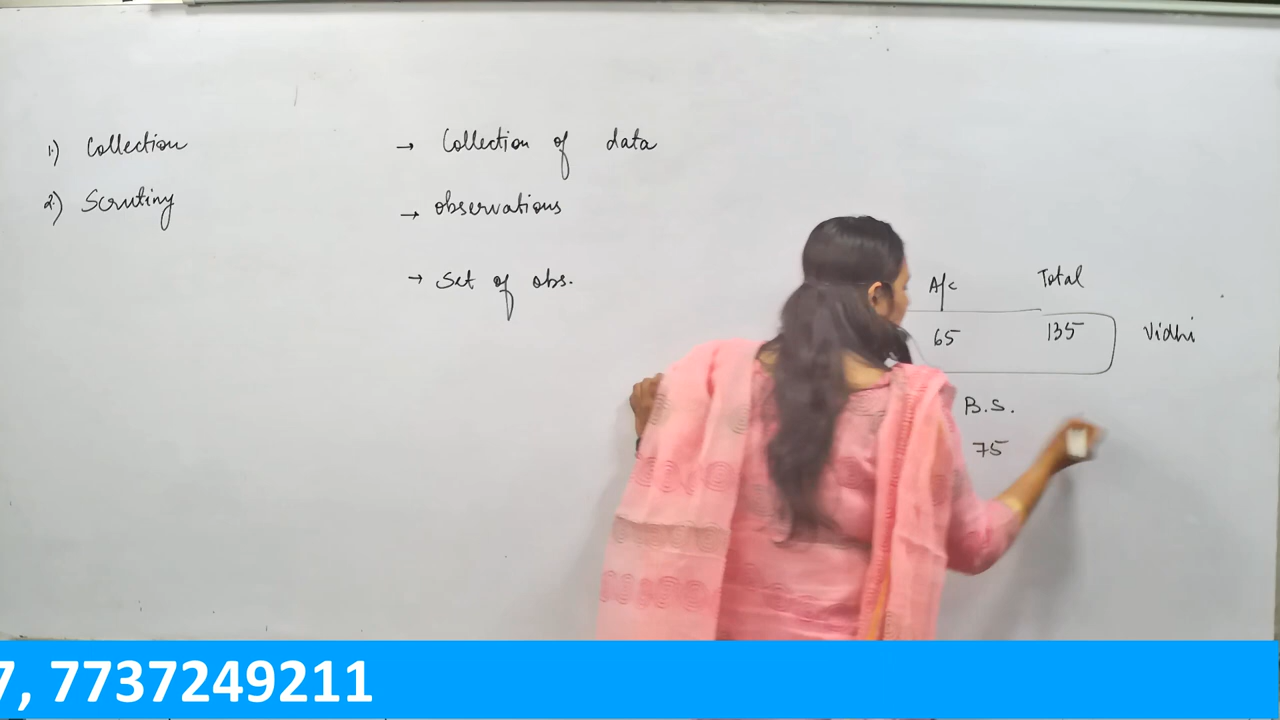 1.) Collection → Collection of data
2.) Scrutiny → observations
→ Set of obs.
A/c Total
65 135 Vidhi
B.S.
75
7, 7737249211